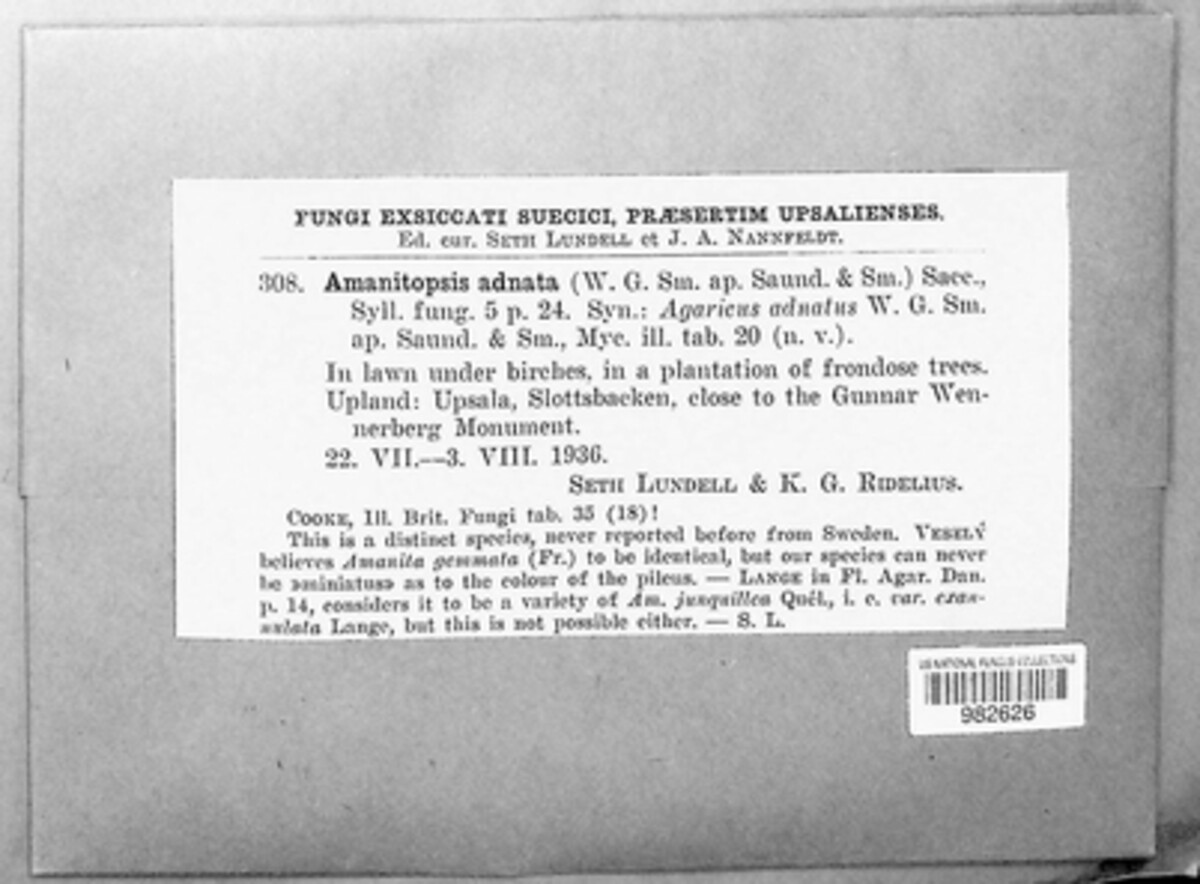 FUNGI EXSICCATI SUECICI, PRÆSERTIM UPSALIENSES.
Ed. cur. SETH LUNDELL et J. A. NANNFELDT.
308. Amanitopsis adnata (W. G. Sm. ap. Saund. & Sm.) Sacc.,
Syll. fung. 5 p. 24. Syn.: Agaricus adnatus W. G. Sm.
ap. Saund. & Sm., Myc. ill. tab. 20 (n. v.).
In lawn under birches, in a plantation of frondose trees.
Upland: Upsala, Slottsbacken, close to the Gunnar Wen-
nerberg Monument.
22. VII.—3. VIII. 1936.
SETH LUNDELL & K. G. RIDELIUS.
COOKE, Ill. Brit. Fungi tab. 35 (18)!
This is a distinct species, never reported before from Sweden. VESELÝ
believes Amanita gemmata (Fr.) to be identical, but our species can never
be »miniatus» as to the colour of the pileus. — LANGE in Fl. Agar. Dan.
p. 14, considers it to be a variety of Am. junquillea Quél., i. e. var. exan-
nulata Lange, but this is not possible either. — S. L.
US NATIONAL FUNGUS COLLECTIONS
982626